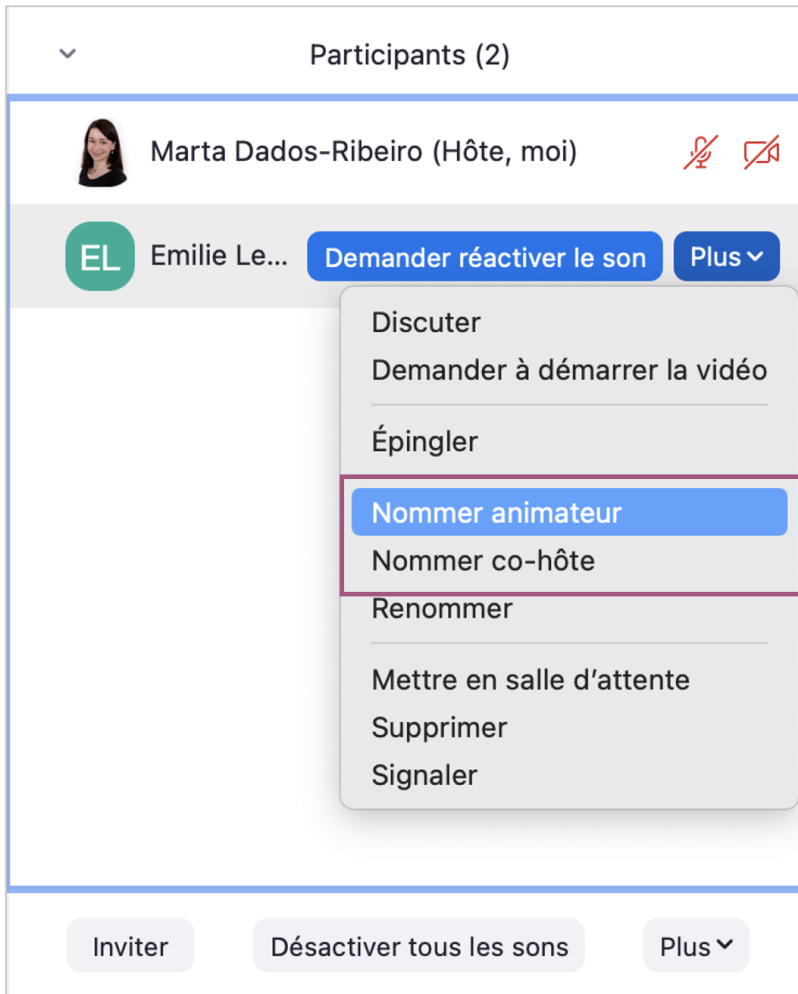 Participants (2)
Marta Dados-Ribeiro (Hôte, moi)
EL Emilie Le... Demander réactiver le son Plus
Discuter
Demander à démarrer la vidéo
Épingler
Nommer animateur
Nommer co-hôte
Renommer
Mettre en salle d’attente
Supprimer
Signaler
Inviter Désactiver tous les sons Plus